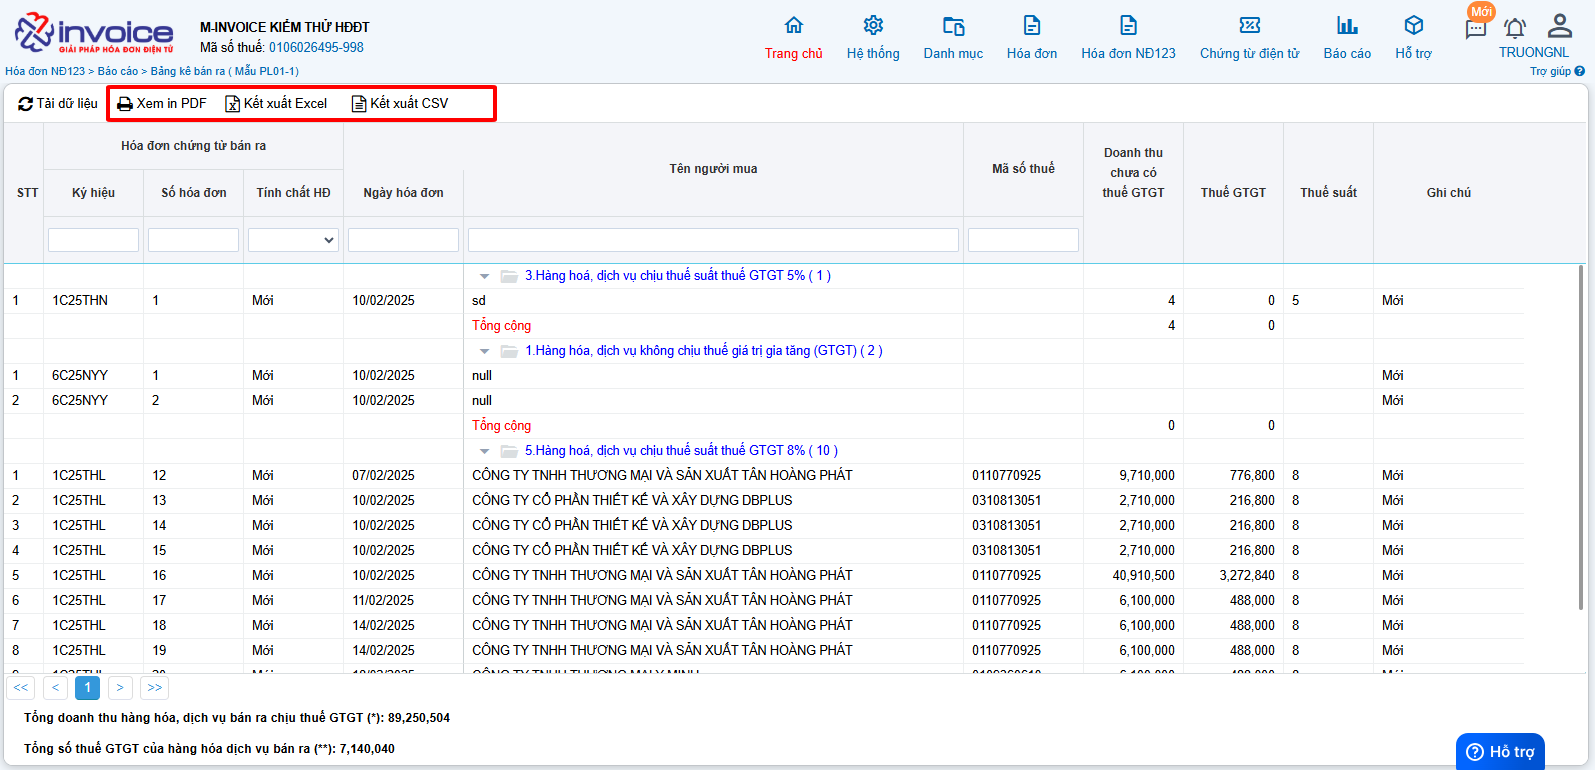 invoice
GIẢI PHÁP HÓA ĐƠN ĐIỆN TỬ
M-INVOICE KIỂM THỬ HĐĐT
Mã số thuế: 0106026495-998
Trang chủ
Hệ thống
Danh mục
Hóa đơn
Hóa đơn NĐ123
Chứng từ điện tử
Báo cáo
Hỗ trợ
Mới
TRUONGNL
Hóa đơn NĐ123 > Báo cáo > Bảng kê bán ra ( Mẫu PL01-1)
Trợ giúp ?
Tải dữ liệu
Xem in PDF
Kết xuất Excel
Kết xuất CSV
STT
Hóa đơn chứng từ bán ra
Ký hiệu
Số hóa đơn
Tính chất HĐ
Ngày hóa đơn
Tên người mua
Mã số thuế
Doanh thu
chưa có
thuế GTGT
Thuế GTGT
Thuế suất
Ghi chú
3.Hàng hoá, dịch vụ chịu thuế suất thuế GTGT 5% ( 1 )
1 1C25THN 1 Mới 10/02/2025 sd 4 0 5 Mới
Tổng cộng 4 0
1.Hàng hóa, dịch vụ không chịu thuế giá trị gia tăng (GTGT) ( 2 )
1 6C25NYY 1 Mới 10/02/2025 null Mới
2 6C25NYY 2 Mới 10/02/2025 null Mới
Tổng cộng 0 0
5.Hàng hoá, dịch vụ chịu thuế suất thuế GTGT 8% ( 10 )
1 1C25THL 12 Mới 07/02/2025 CÔNG TY TNHH THƯƠNG MẠI VÀ SẢN XUẤT TÂN HOÀNG PHÁT 0110770925 9,710,000 776,800 8 Mới
2 1C25THL 13 Mới 10/02/2025 CÔNG TY CỔ PHẦN THIẾT KẾ VÀ XÂY DỰNG DBPLUS 0310813051 2,710,000 216,800 8 Mới
3 1C25THL 14 Mới 10/02/2025 CÔNG TY CỔ PHẦN THIẾT KẾ VÀ XÂY DỰNG DBPLUS 0310813051 2,710,000 216,800 8 Mới
4 1C25THL 15 Mới 10/02/2025 CÔNG TY CỔ PHẦN THIẾT KẾ VÀ XÂY DỰNG DBPLUS 0310813051 2,710,000 216,800 8 Mới
5 1C25THL 16 Mới 10/02/2025 CÔNG TY TNHH THƯƠNG MẠI VÀ SẢN XUẤT TÂN HOÀNG PHÁT 0110770925 40,910,500 3,272,840 8 Mới
6 1C25THL 17 Mới 11/02/2025 CÔNG TY TNHH THƯƠNG MẠI VÀ SẢN XUẤT TÂN HOÀNG PHÁT 0110770925 6,100,000 488,000 8 Mới
7 1C25THL 18 Mới 14/02/2025 CÔNG TY TNHH THƯƠNG MẠI VÀ SẢN XUẤT TÂN HOÀNG PHÁT 0110770925 6,100,000 488,000 8 Mới
8 1C25THL 19 Mới 14/02/2025 CÔNG TY TNHH THƯƠNG MẠI VÀ SẢN XUẤT TÂN HOÀNG PHÁT 0110770925 6,100,000 488,000 8 Mới
<< < 1 > >>
Tổng doanh thu hàng hóa, dịch vụ bán ra chịu thuế GTGT (*): 89,250,504
Tổng số thuế GTGT của hàng hóa dịch vụ bán ra (**): 7,140,040
? Hỗ trợ